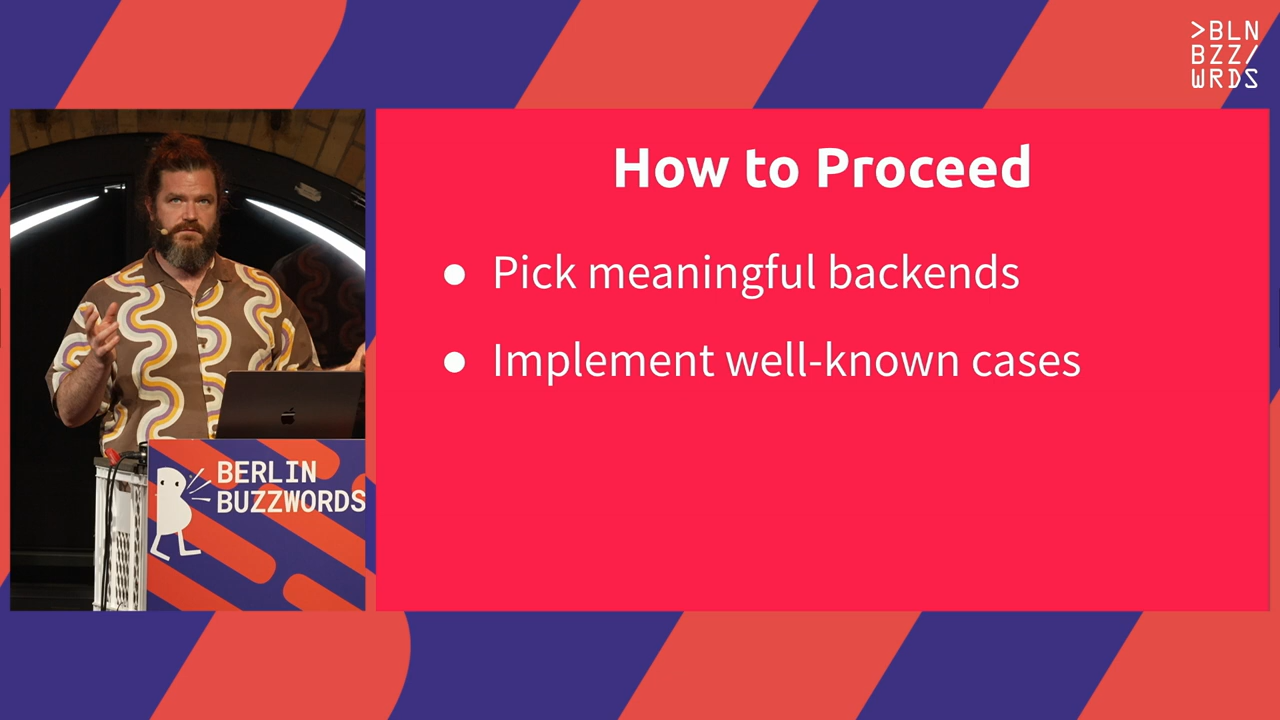 >BLN
BZZ/
WRDS
How to Proceed
● Pick meaningful backends
● Implement well-known cases
BERLIN
BUZZWORDS